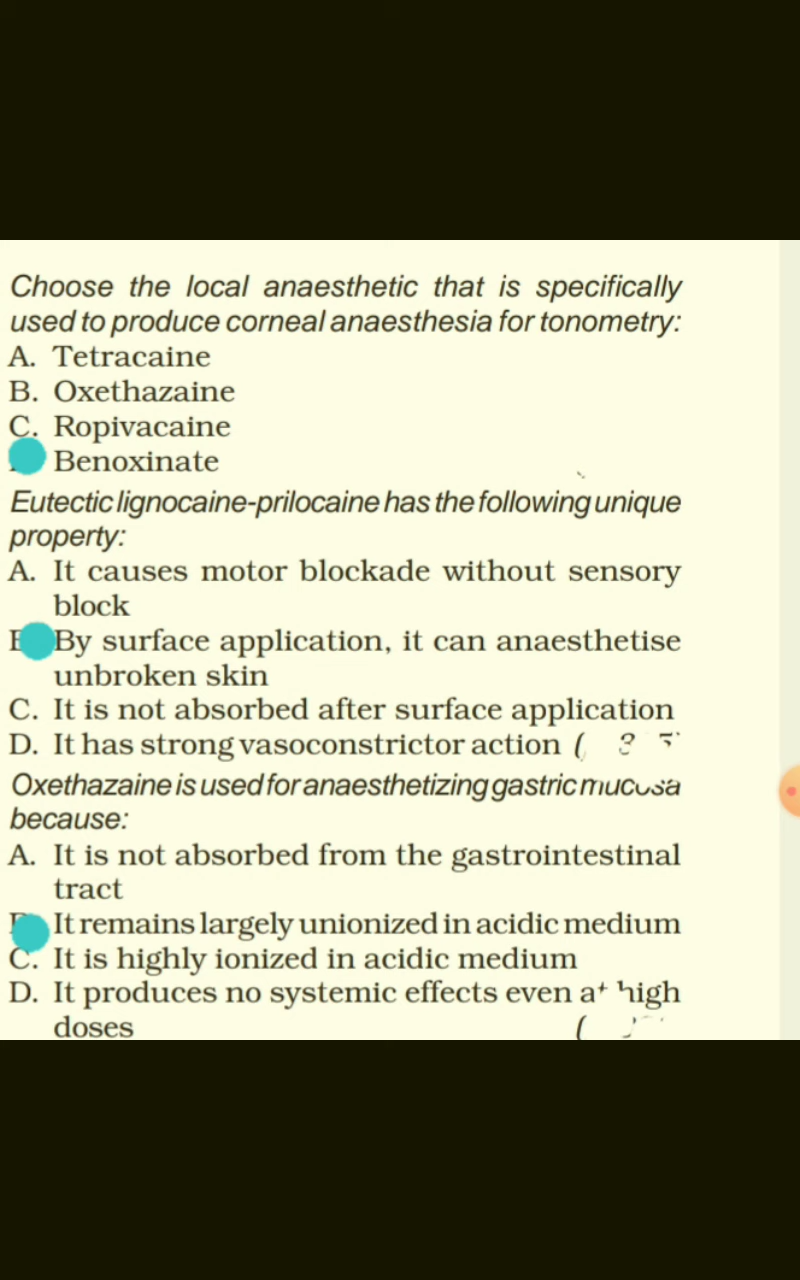 Choose the local anaesthetic that is specifically
used to produce corneal anaesthesia for tonometry:
A. Tetracaine
B. Oxethazaine
C. Ropivacaine
Benoxinate
Eutectic lignocaine-prilocaine has the following unique
property:
A. It causes motor blockade without sensory
block
By surface application, it can anaesthetise
unbroken skin
C. It is not absorbed after surface application
D. It has strong vasoconstrictor action (
Oxethazaine is used for anaesthetizing gastric mucosa
because:
A. It is not absorbed from the gastrointestinal
tract
It remains largely unionized in acidic medium
C. It is highly ionized in acidic medium
D. It produces no systemic effects even at high
doses (